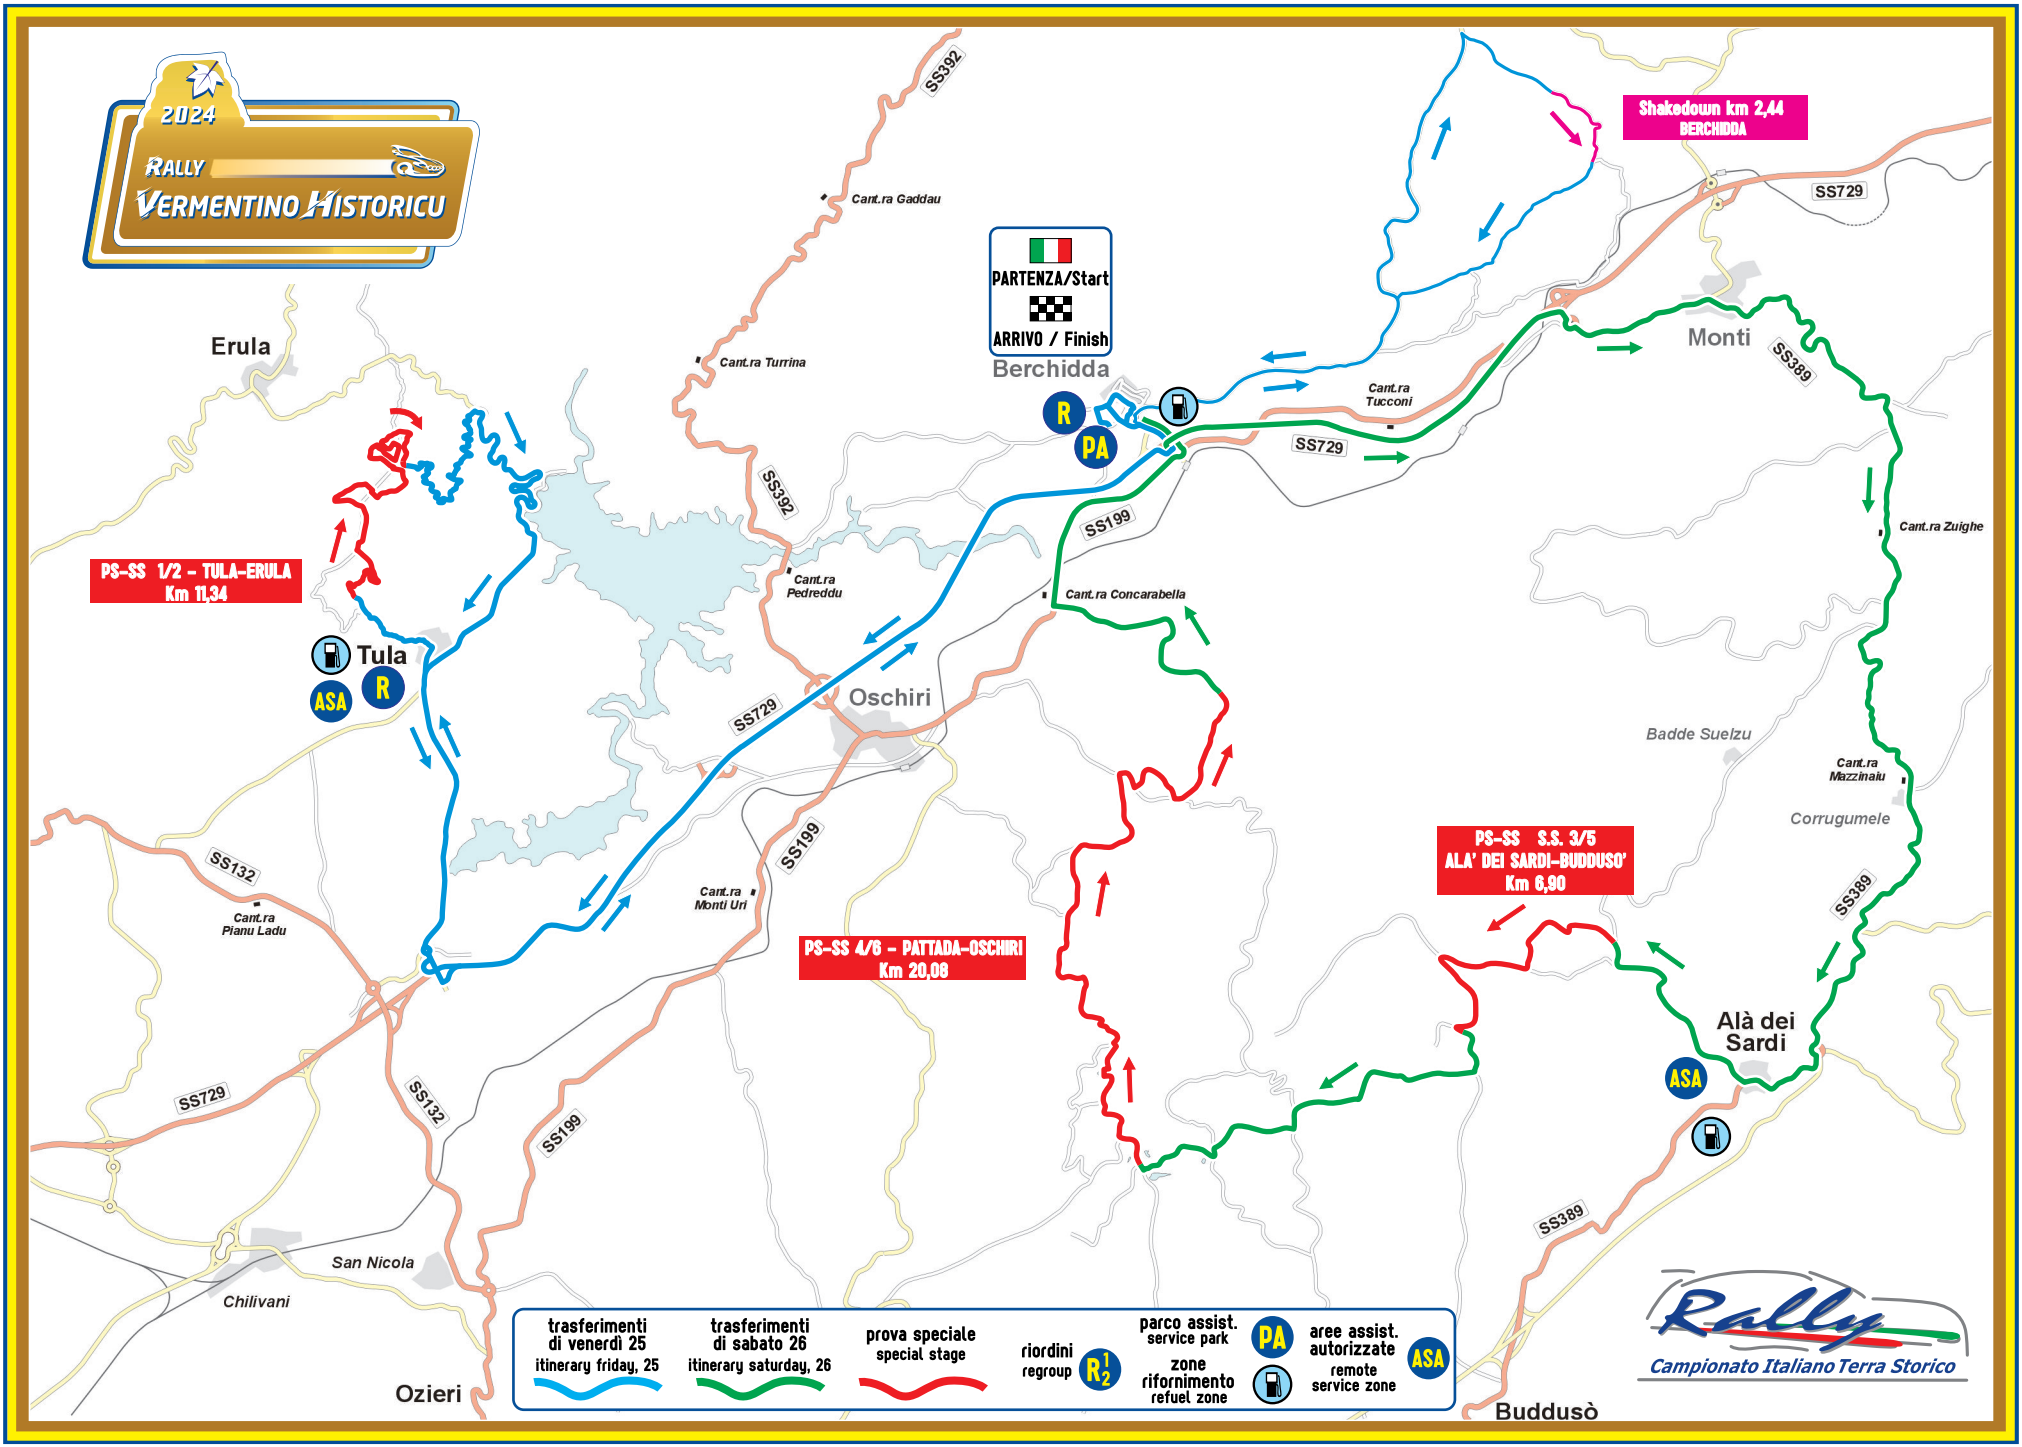 2024
RALLY
VERMENTINO HISTORICU
SS392
Cant.ra Gaddau
Shakedown km 2,44
BERCHIDDA
SS729
PARTENZA/Start
ARRIVO / Finish
Berchidda
R
PA
Erula
Cant.ra Turrina
Monti
SS389
Cant.ra
Tucconi
SS729
SS392
SS199
Cant.ra Zuighe
PS-SS 1/2 - TULA-ERULA
Km 11,34
Cant.ra
Pedreddu
Cant.ra Concarabella
Tula
ASA
R
Oschiri
SS729
Badde Suelzu
Cant.ra
Mazzinaiu
Corrugumele
SS132
SS199
Cant.ra
Monti Uri
PS-SS S.S. 3/5
ALA' DEI SARDI-BUDDUSO'
Km 6,90
SS389
Cant.ra
Pianu Ladu
PS-SS 4/6 - PATTADA-OSCHIRI
Km 20,08
Alà dei
Sardi
ASA
SS729
SS132
SS199
SS389
San Nicola
Chilivani
Ozieri
Buddusò
trasferimenti
di venerdì 25
itinerary friday, 25
trasferimenti
di sabato 26
itinerary saturday, 26
prova speciale
special stage
riordini
regroup
R 1 2
parco assist.
service park
PA
zone
rifornimento
refuel zone
aree assist.
autorizzate
remote
service zone
ASA
Rally
Campionato Italiano Terra Storico